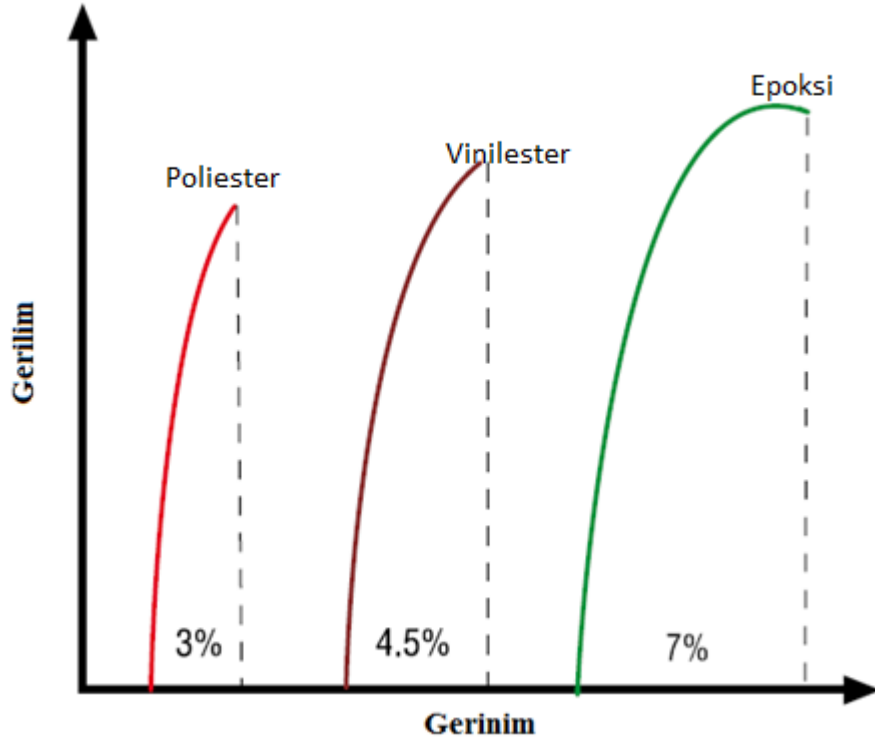 Epoksi
Vinilester
Poliester
Gerilim
3%
4.5%
7%
Gerinim